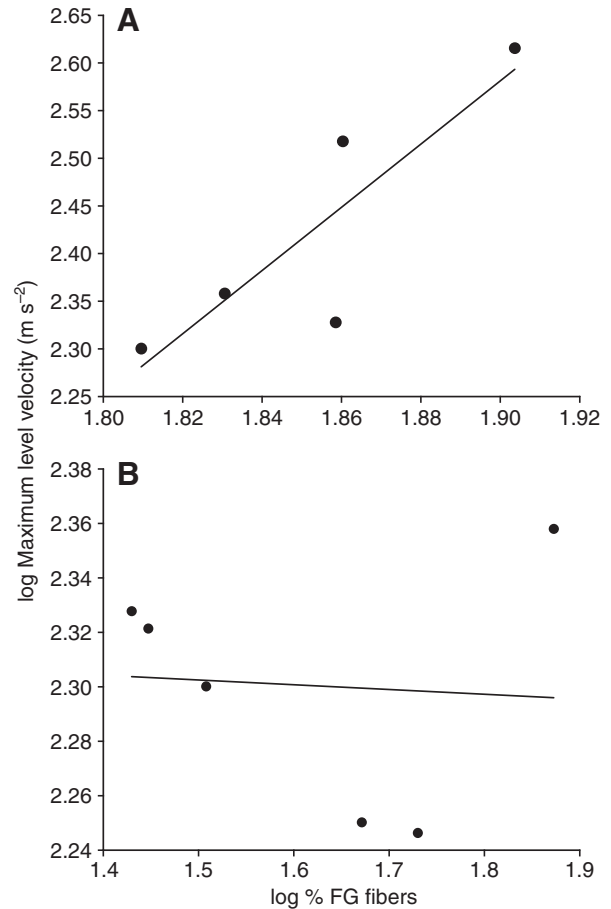 A
2.65
2.60
2.55
2.50
2.45
2.40
2.35
2.30
2.25
1.80 1.82 1.84 1.86 1.88 1.90 1.92
log Maximum level velocity (m s⁻²)
B
2.38
2.36
2.34
2.32
2.30
2.28
2.26
2.24
1.4 1.5 1.6 1.7 1.8 1.9
log % FG fibers